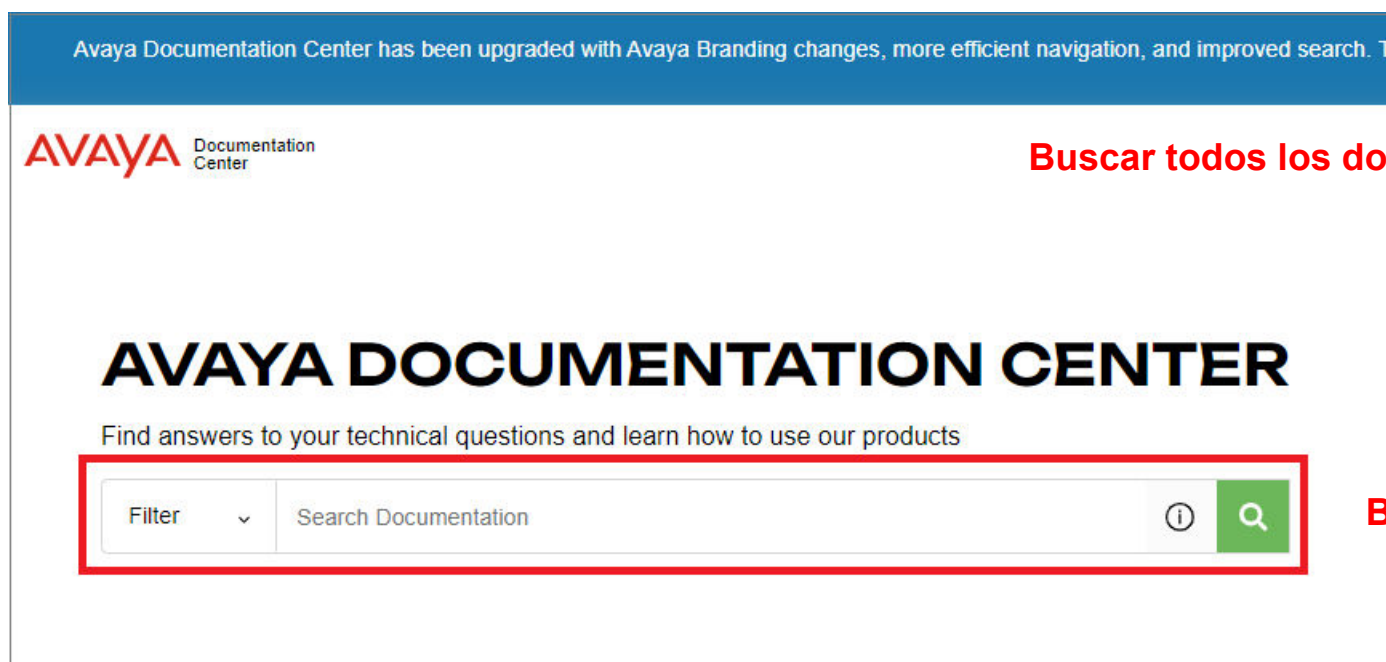 Avaya Documentation Center has been upgraded with Avaya Branding changes, more efficient navigation, and improved search.
AVAYA Documentation
Center
Buscar todos los
AVAYA DOCUMENTATION CENTER
Find answers to your technical questions and learn how to use our products
Filter Search Documentation